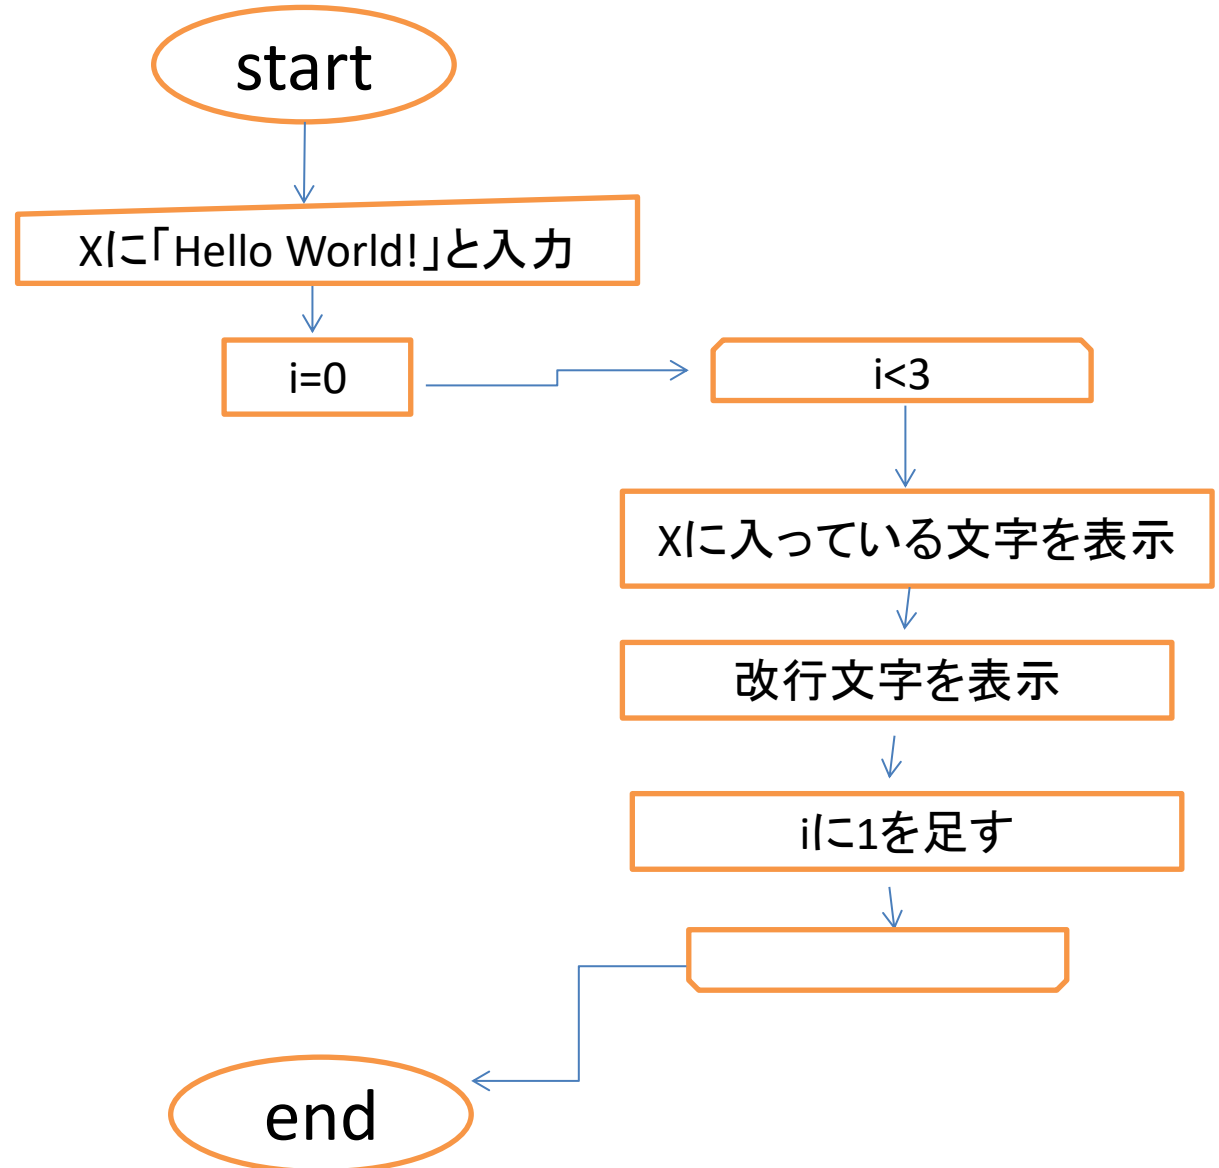 start
Xに「Hello World!」と入力
i=0
i<3
Xに入っている文字を表示
改行文字を表示
iに1を足す
end